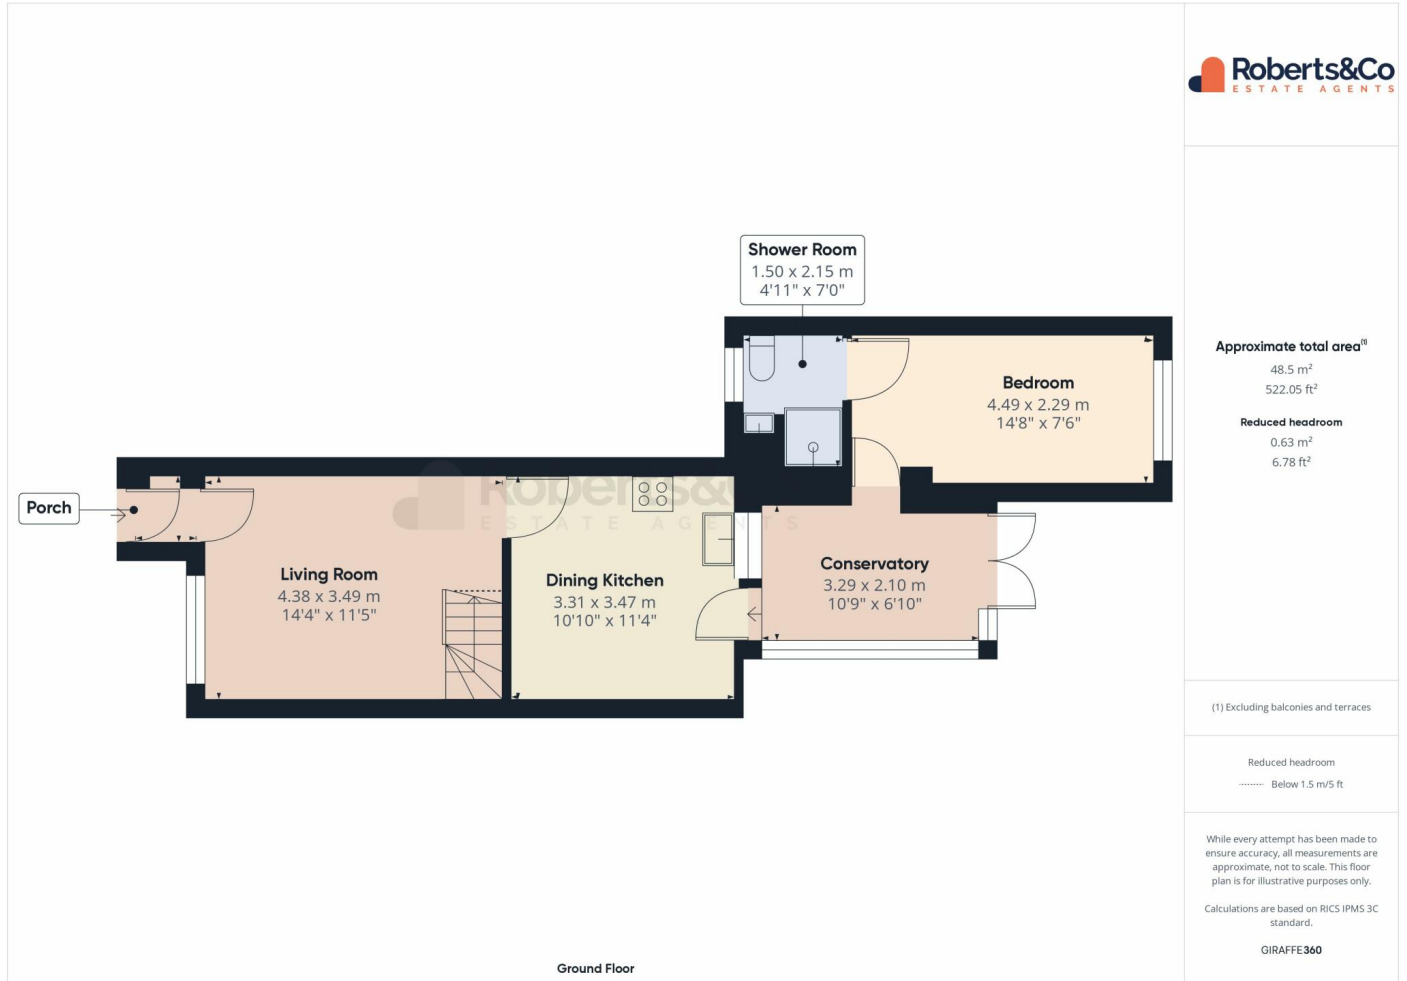 Roberts&Co
ESTATE AGENTS
Shower Room
1.50 x 2.15 m
4'11" x 7'0"
Bedroom
4.49 x 2.29 m
14'8" x 7'6"
Porch
Roberts&C
ESTATE AGENTS
Living Room
4.38 x 3.49 m
14'4" x 11'5"
Dining Kitchen
3.31 x 3.47 m
10'10" x 11'4"
Conservatory
3.29 x 2.10 m
10'9" x 6'10"
Ground Floor
Approximate total area(1)
48.5 m²
522.05 ft²
Reduced headroom
0.63 m²
6.78 ft²
(1) Excluding balconies and terraces
Reduced headroom
Below 1.5 m/5 ft
While every attempt has been made to
ensure accuracy, all measurements are
approximate, not to scale. This floor
plan is for illustrative purposes only.
Calculations are based on RICS IPMS 3C
standard.
GIRAFFE360